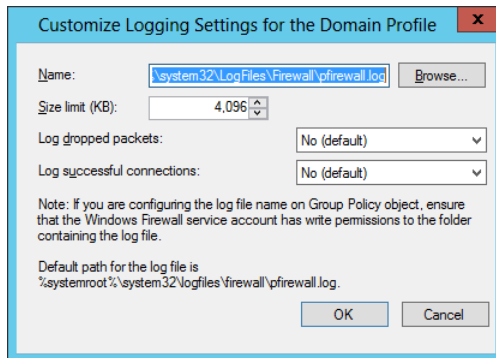 Customize Logging Settings for the Domain Profile
x
Name: \system32\LogFiles\Firewall\pfirewall.log Browse...
Size limit (KB): 4,096
Log dropped packets: No (default)
Log successful connections: No (default)
Note: If you are configuring the log file name on Group Policy object, ensure
that the Windows Firewall service account has write permissions to the folder
containing the log file.
Default path for the log file is
%systemroot%\system32\logfiles\firewall\pfirewall.log.
OK Cancel